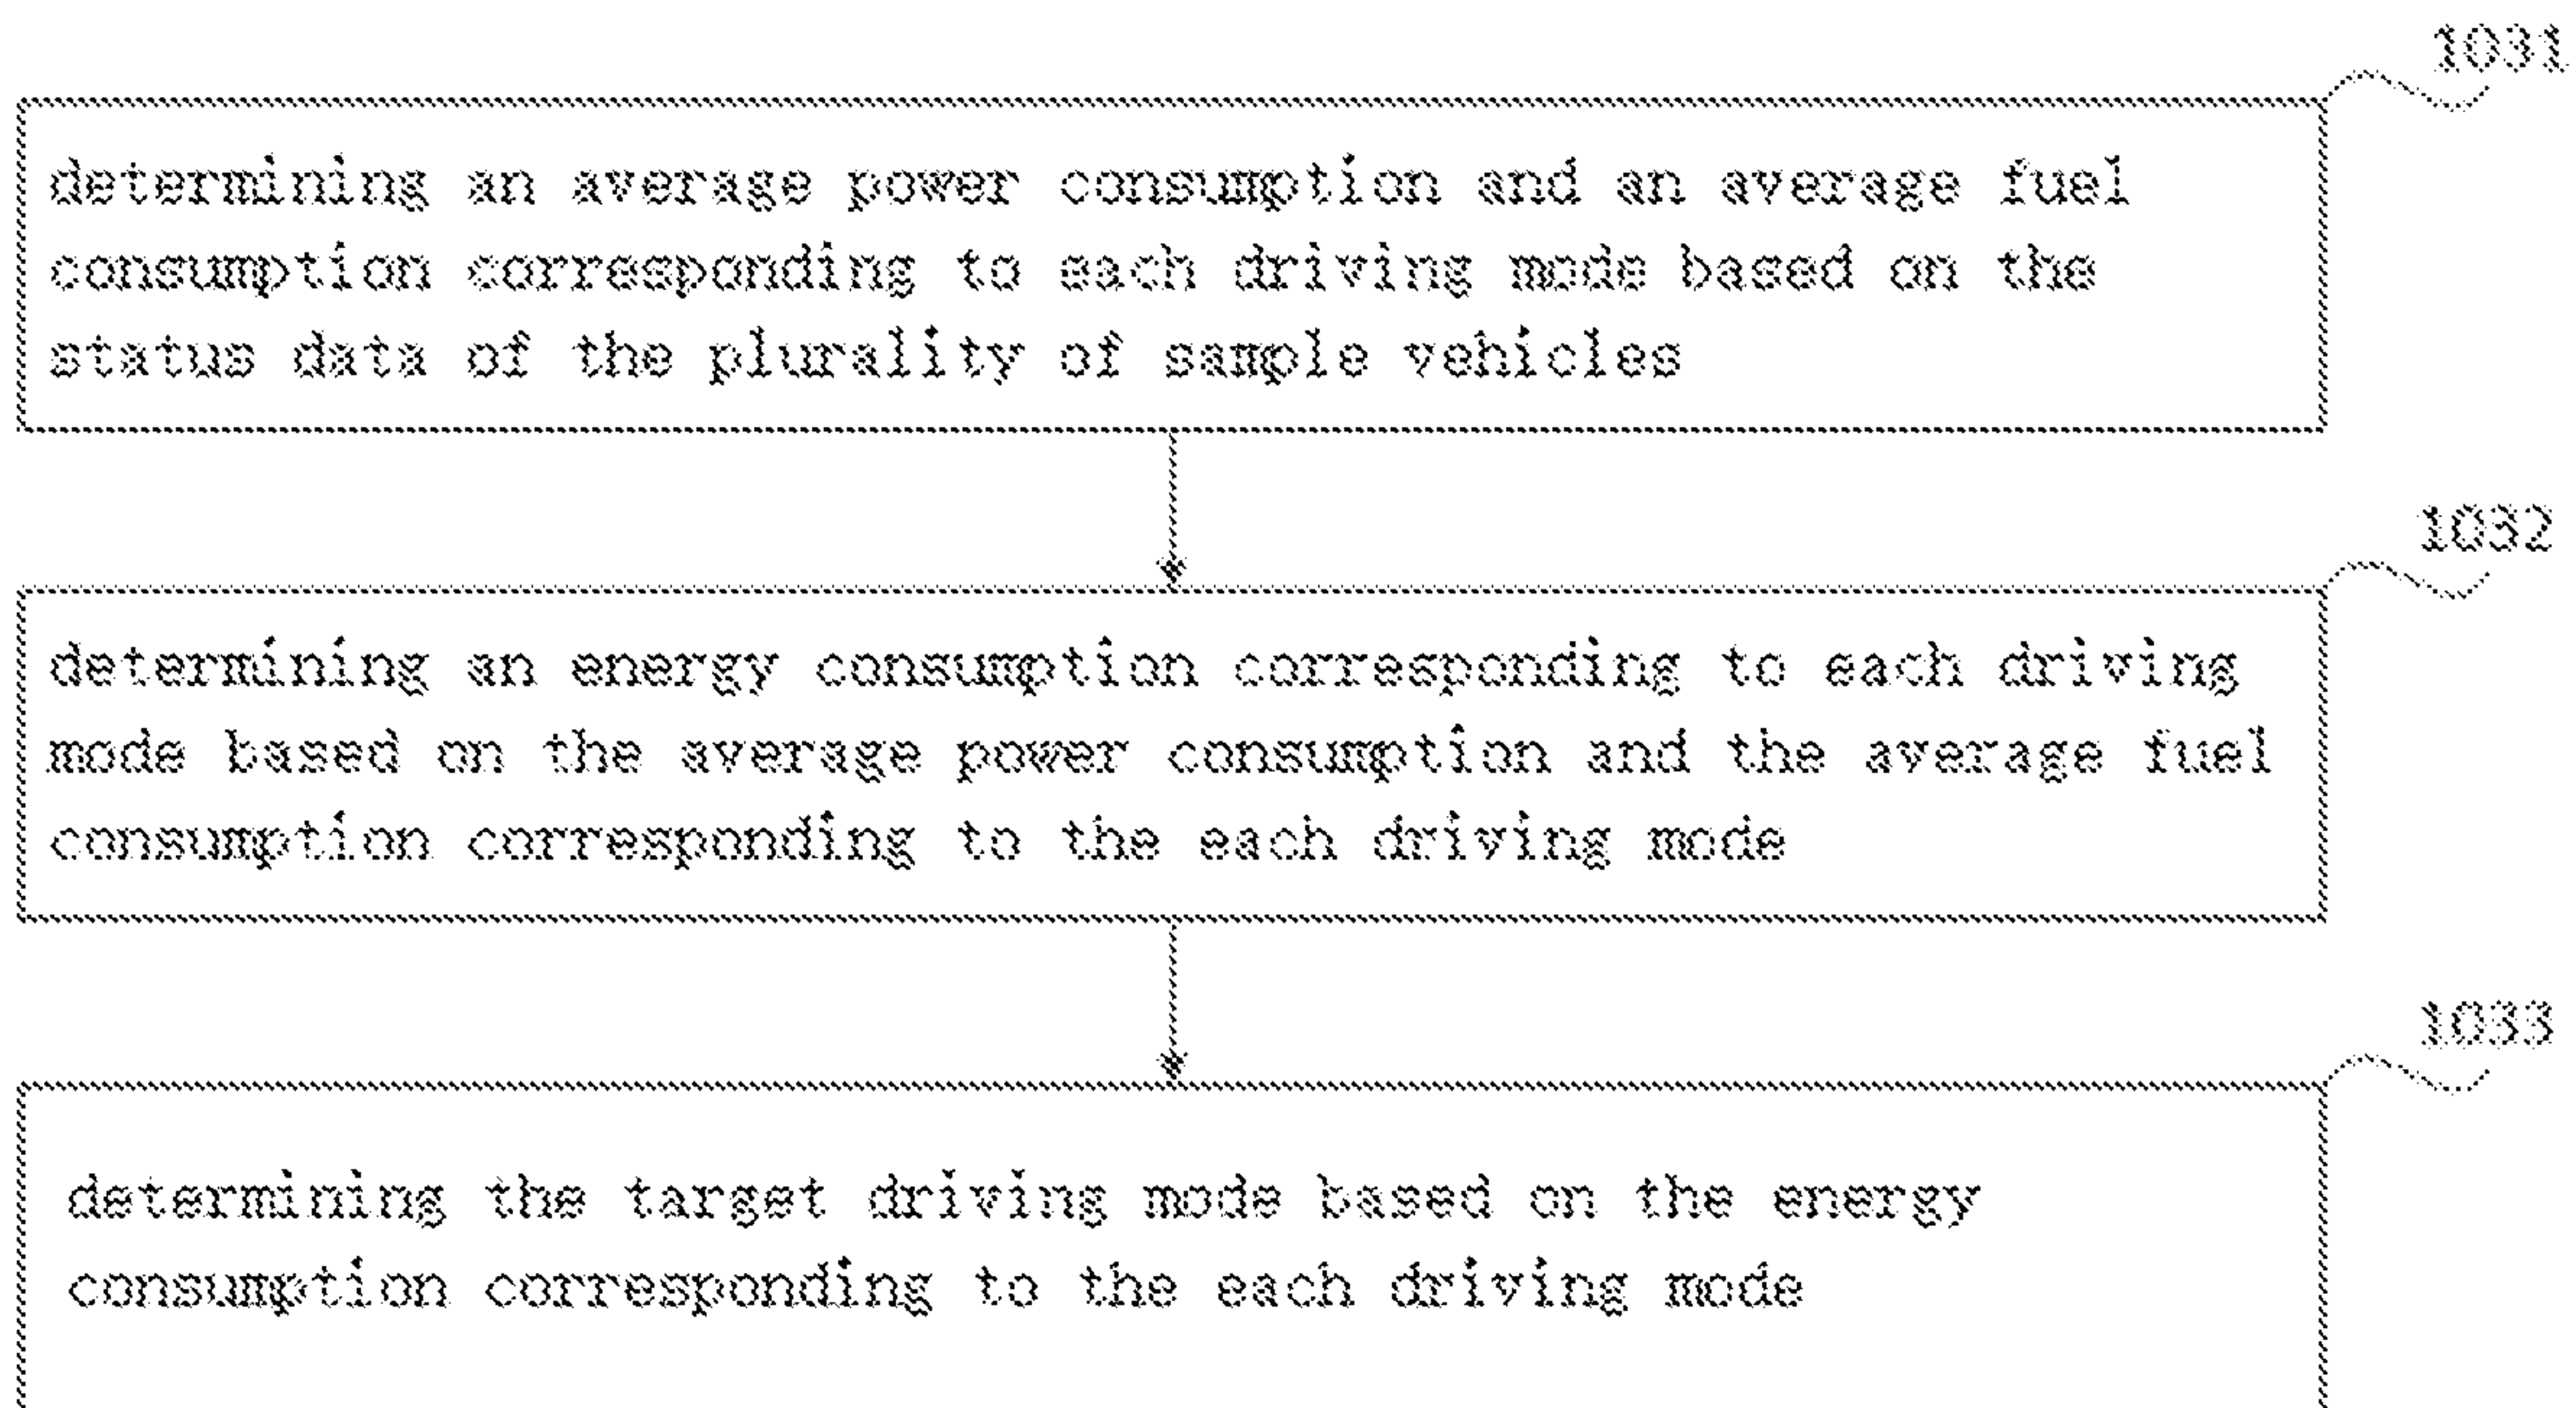 1031
determining an average power consumption and an average fuel
consumption corresponding to each driving mode based on the
status data of the plurality of sample vehicles
1032
determining an energy consumption corresponding to each driving
mode based on the average power consumption and the average fuel
consumption corresponding to the each driving mode
1033
determining the target driving mode based on the energy
consumption corresponding to the each driving mode